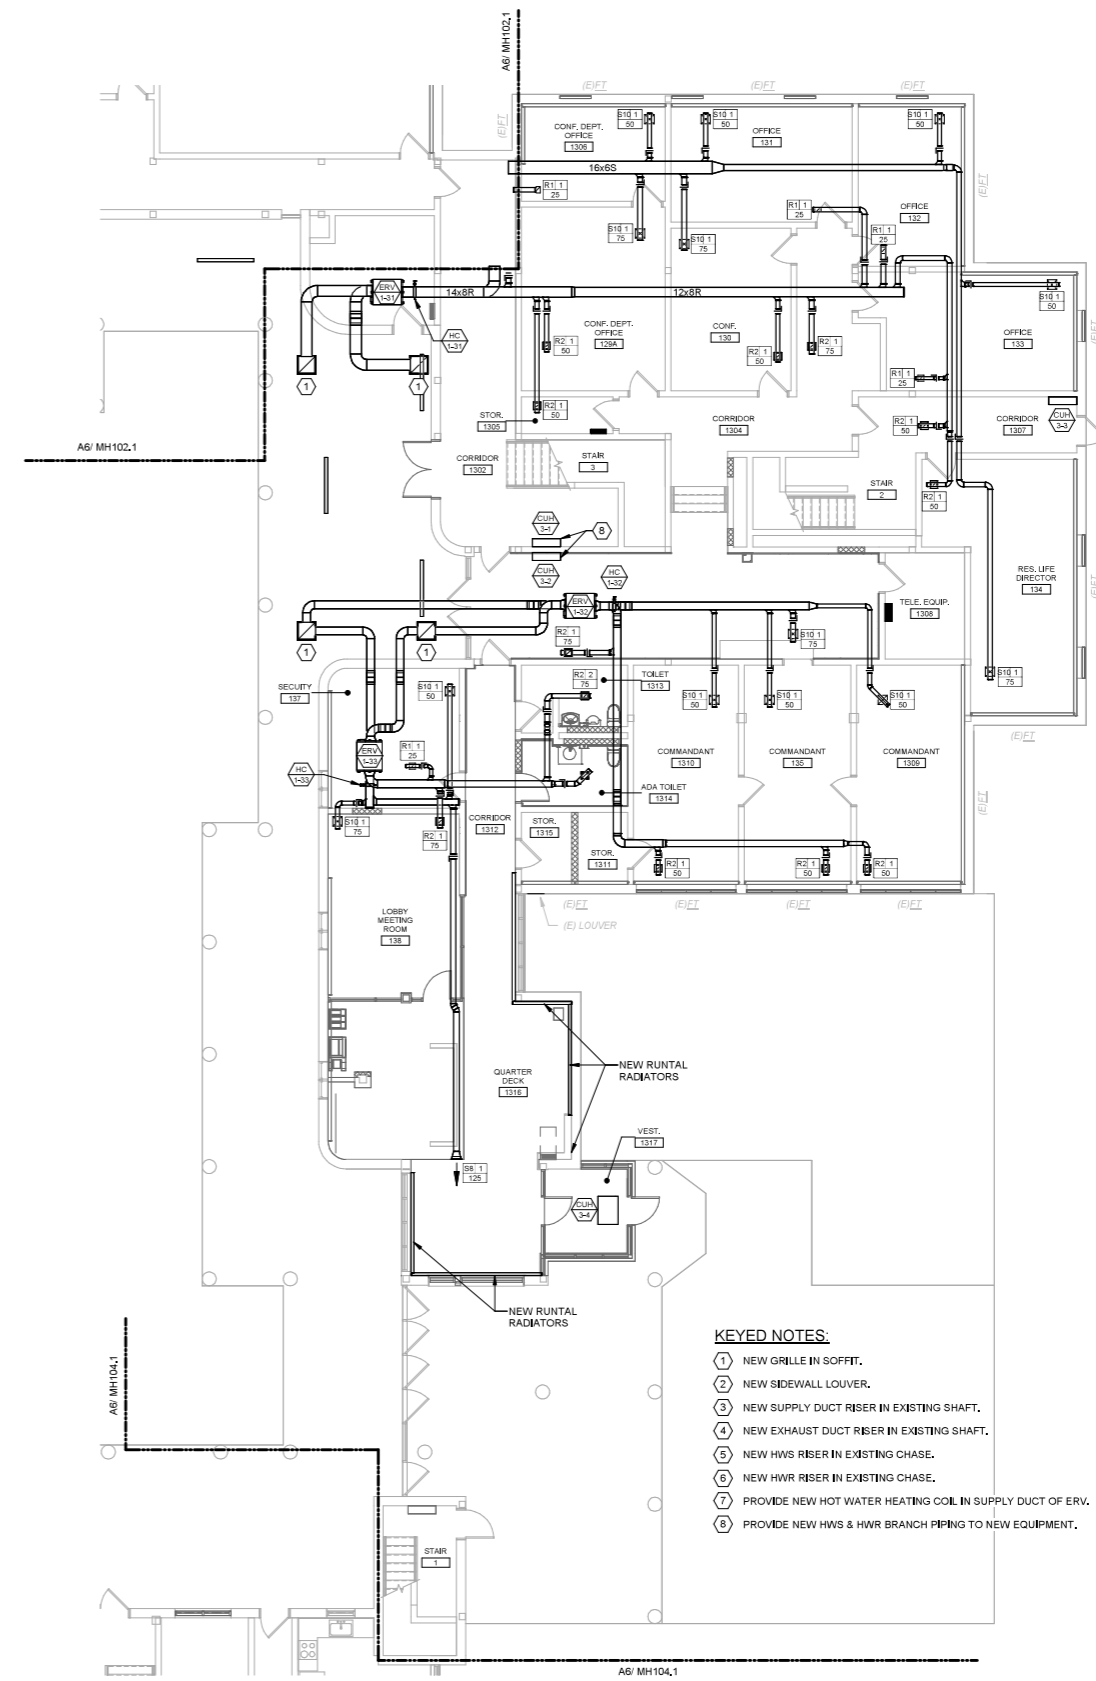 A6/ MH102.1
(E)FT
(E)FT
(E)FT
(E)FT
CONF. DEPT.
OFFICE
1306
S10 1
50
S10 1
50
OFFICE
131
S10 1
50
16x6S
R1 1
25
S10 1
75
S10 1
75
R1 1
25
OFFICE
132
R1 1
25
(E)FT
ERV
1-31
14x8R
12x8R
HC
1-31
1
1
CONF. DEPT.
OFFICE
129A
R2 1
50
CONF.
130
R2 1
50
R2 1
75
S10 1
50
OFFICE
133
(E)FT
R1 1
25
R2 1
50
STOR.
1305
CORRIDOR
1304
R2 1
50
CORRIDOR
1307
CUH
3-3
A6/ MH102.1
CORRIDOR
1302
STAIR
3
STAIR
2
R2 1
50
CUH
3-1
8
CUH
3-2
HC
1-32
RES. LIFE
DIRECTOR
134
(E)FT
ERV
1-32
TELE. EQUIP.
1308
1
1
R2 1
75
S10 1
75
SECUITY
137
S10 1
50
R2 2
75
TOILET
1313
S10 1
50
S10 1
50
S10 1
50
S10 1
75
(E)FT
ERV
1-33
R1 1
25
HC
1-33
COMMANDANT
1310
COMMANDANT
135
COMMANDANT
1309
ADA TOILET
1314
(E)FT
S10 1
75
R2 1
75
CORRIDOR
1312
STOR.
1315
STOR.
1311
R2 1
50
R2 1
50
R2 1
50
(E)FT
(E)FT
(E)FT
(E)FT
(E) LOUVER
LOBBY
MEETING
ROOM
138
NEW RUNTAL
RADIATORS
QUARTER
DECK
1316
VEST.
1317
S6 1
125
CUH
3-4
NEW RUNTAL
RADIATORS
KEYED NOTES:
1 NEW GRILLE IN SOFFIT.
2 NEW SIDEWALL LOUVER.
3 NEW SUPPLY DUCT RISER IN EXISTING SHAFT.
4 NEW EXHAUST DUCT RISER IN EXISTING SHAFT.
5 NEW HWS RISER IN EXISTING CHASE.
6 NEW HWR RISER IN EXISTING CHASE.
7 PROVIDE NEW HOT WATER HEATING COIL IN SUPPLY DUCT OF ERV.
8 PROVIDE NEW HWS & HWR BRANCH PIPING TO NEW EQUIPMENT.
A6/ MH104.1
STAIR
1
A6/ MH104.1